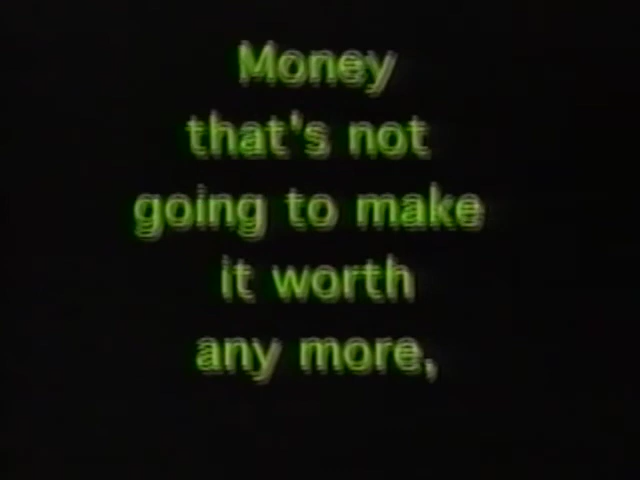 Money
that's not
going to make
it worth
any more,